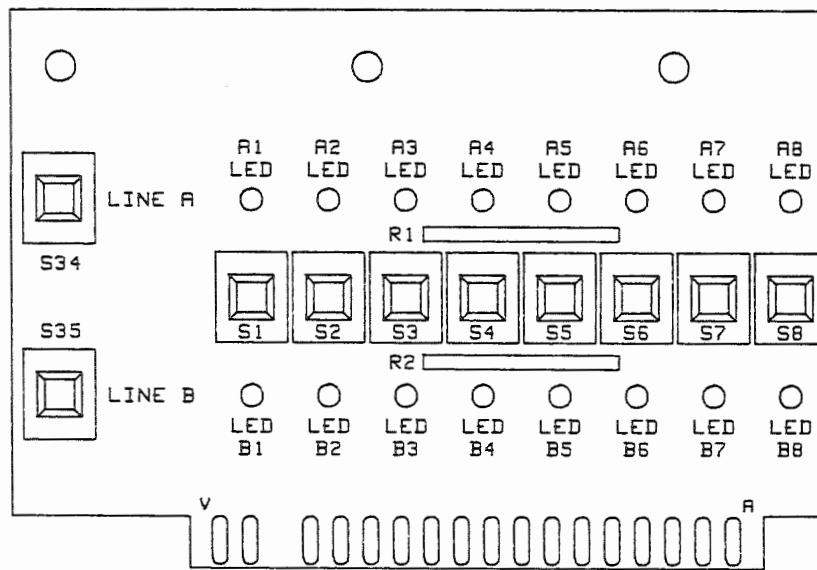 A1 A2 A3 A4 A5 A6 A7 A8
LED LED LED LED LED LED LED LED
LINE A
R1
S34
S1 S2 S3 S4 S5 S6 S7 S8
S35
R2
LINE B
LED LED LED LED LED LED LED LED
B1 B2 B3 B4 B5 B6 B7 B8
V A